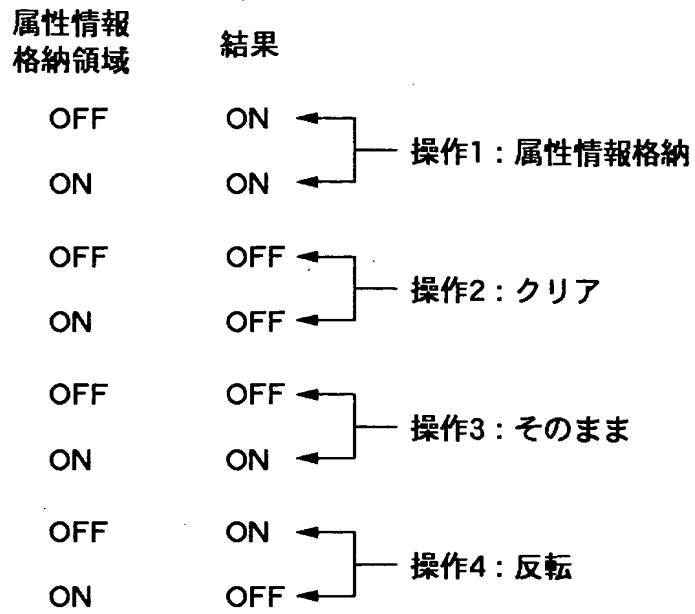 属性情報
格納領域 結果
OFF ON
操作1:属性情報格納
ON ON
OFF OFF
操作2:クリア
ON OFF
OFF OFF
操作3:そのまま
ON ON
OFF ON
操作4:反転
ON OFF